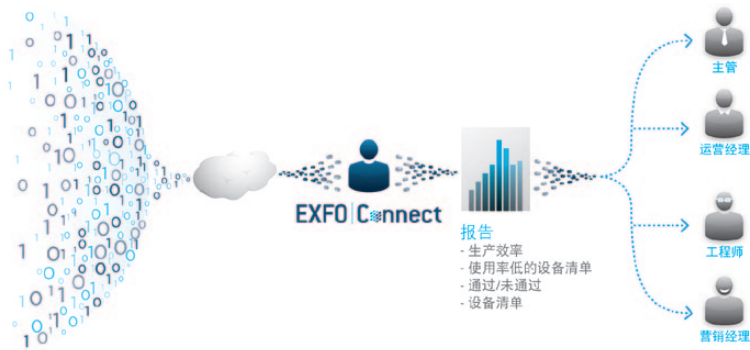 EXFO Connect
报告
- 生产效率
- 使用率低的设备清单
- 通过/未通过
- 设备清单
主管
运营经理
工程师
营销经理